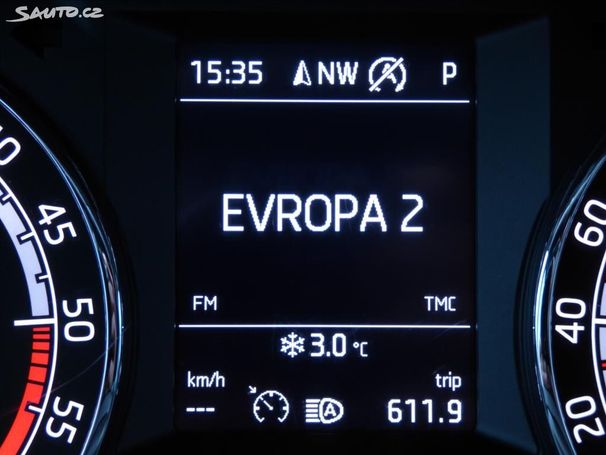 Sauto.cz
15:35 NW A P
EVROPA 2
FM TMC
3.0 °C
km/h trip
--- A 611.9
40
45
50
55
60
40
20